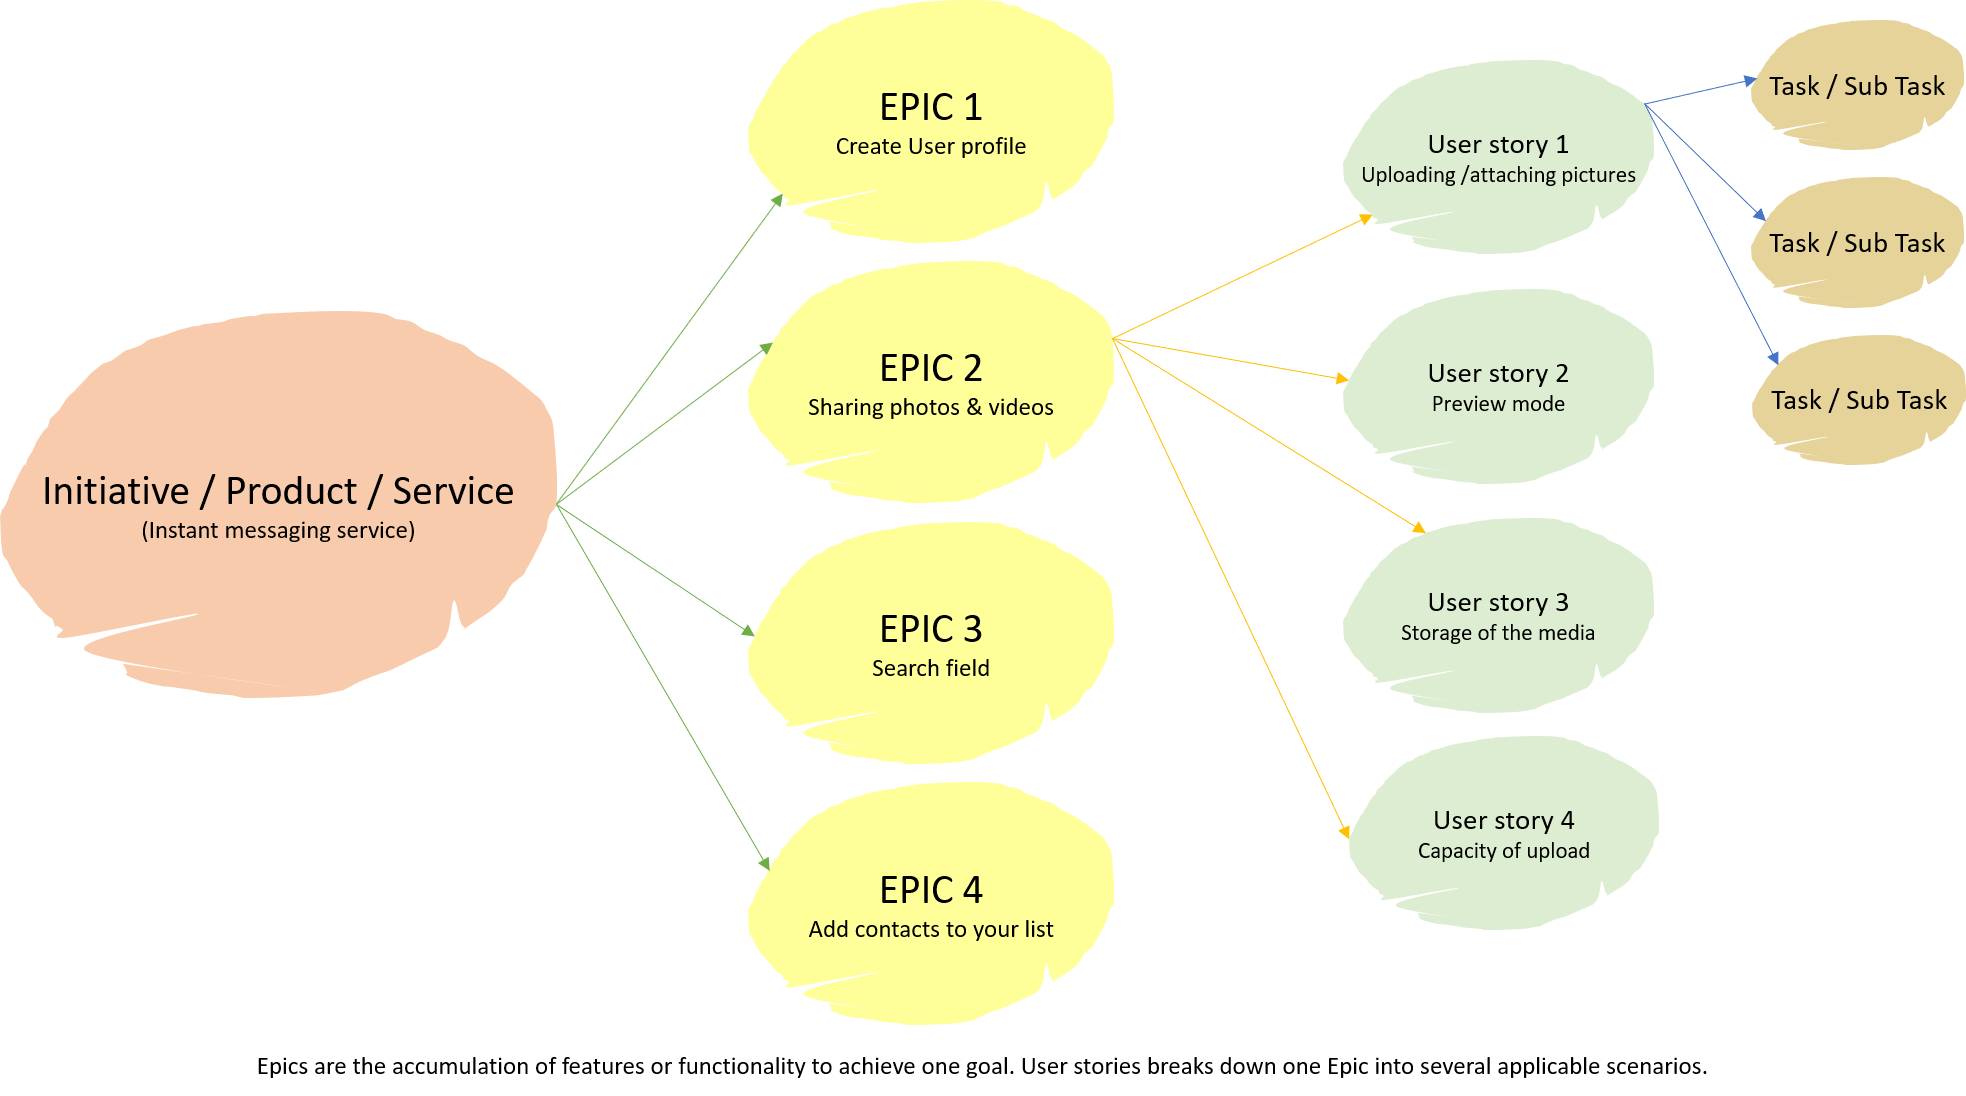 Initiative / Product / Service
(Instant messaging service)
EPIC 1
Create User profile
EPIC 2
Sharing photos & videos
EPIC 3
Search field
EPIC 4
Add contacts to your list
User story 1
Uploading /attaching pictures
User story 2
Preview mode
User story 3
Storage of the media
User story 4
Capacity of upload
Task / Sub Task
Task / Sub Task
Task / Sub Task
Epics are the accumulation of features or functionality to achieve one goal. User stories breaks down one Epic into several applicable scenarios.